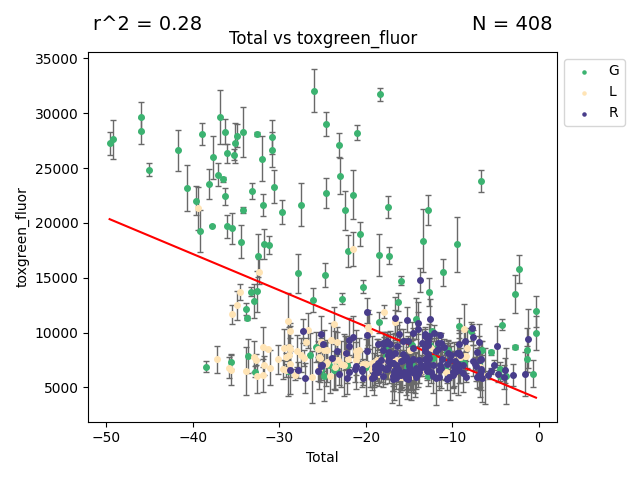 r^2 = 0.28
N = 408
Total vs toxgreen_fluor
35000
30000
25000
20000
15000
10000
5000
toxgreen_fluor
−50
−40
−30
−20
−10
0
Total
G
L
R